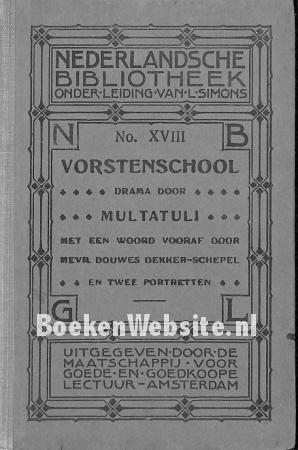 NEDERLANDSCHE
BIBLIOTHEEK
ONDER·LEIDING·VAN·L·SIMONS
N B
No. XVIII
VORSTENSCHOOL
DRAMA DOOR
MULTATULI
MET EEN WOORD VOORAF DOOR
MEVR. DOUWES DEKKER-SCHEPEL
EN TWEE PORTRETTEN
G L
BoekenWebsite.nl
UITGEGEVEN·DOOR·DE
MAATSCHAPPIJ·VOOR
GOEDE·EN·GOEDKOOPE
LECTUUR–AMSTERDAM